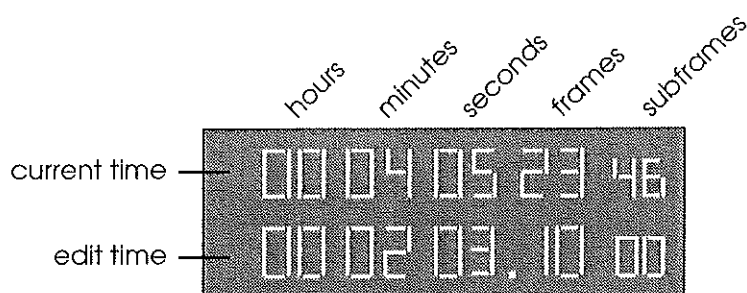 hours minutes seconds frames subframes
current time 00 04 05 23 46
edit time 00 02 03. 10 00